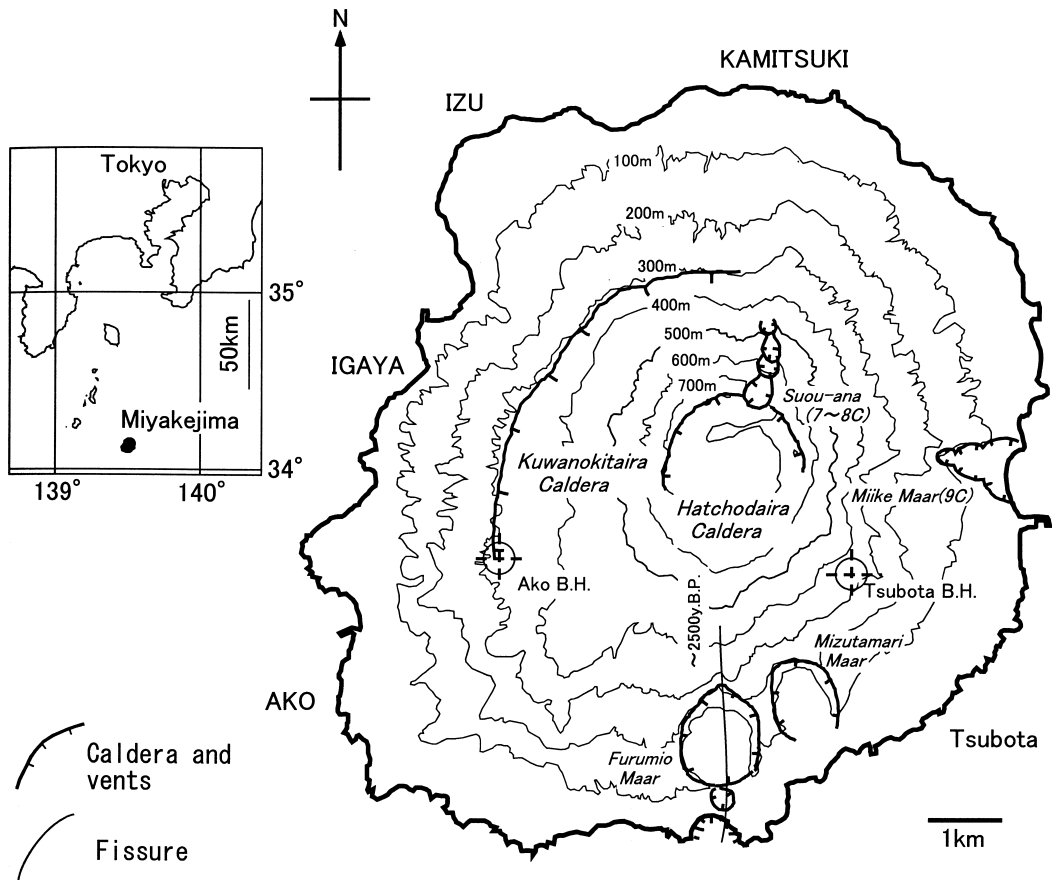 N
KAMITSUKI
IZU
Tokyo
100m
200m
300m
35°
400m
50km
500m
IGAYA
600m
700m
Suou-ana
(7～8C)
Miyakejima
Kuwanokitaira
Caldera
34°
139°
140°
Miike Maar(9C)
Hatchodaira
Caldera
Ako B.H.
Tsubota B.H.
～2500y.B.P.
Mizutamari
Maar
AKO
Tsubota
Caldera and
vents
Furumio
Maar
Fissure
1km